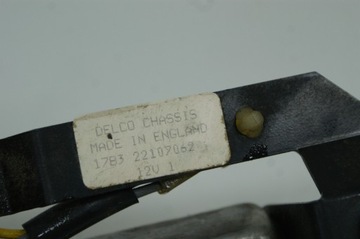 DELCO CHASSIS
MADE IN ENGLAND
17B3 22107062
12V 1